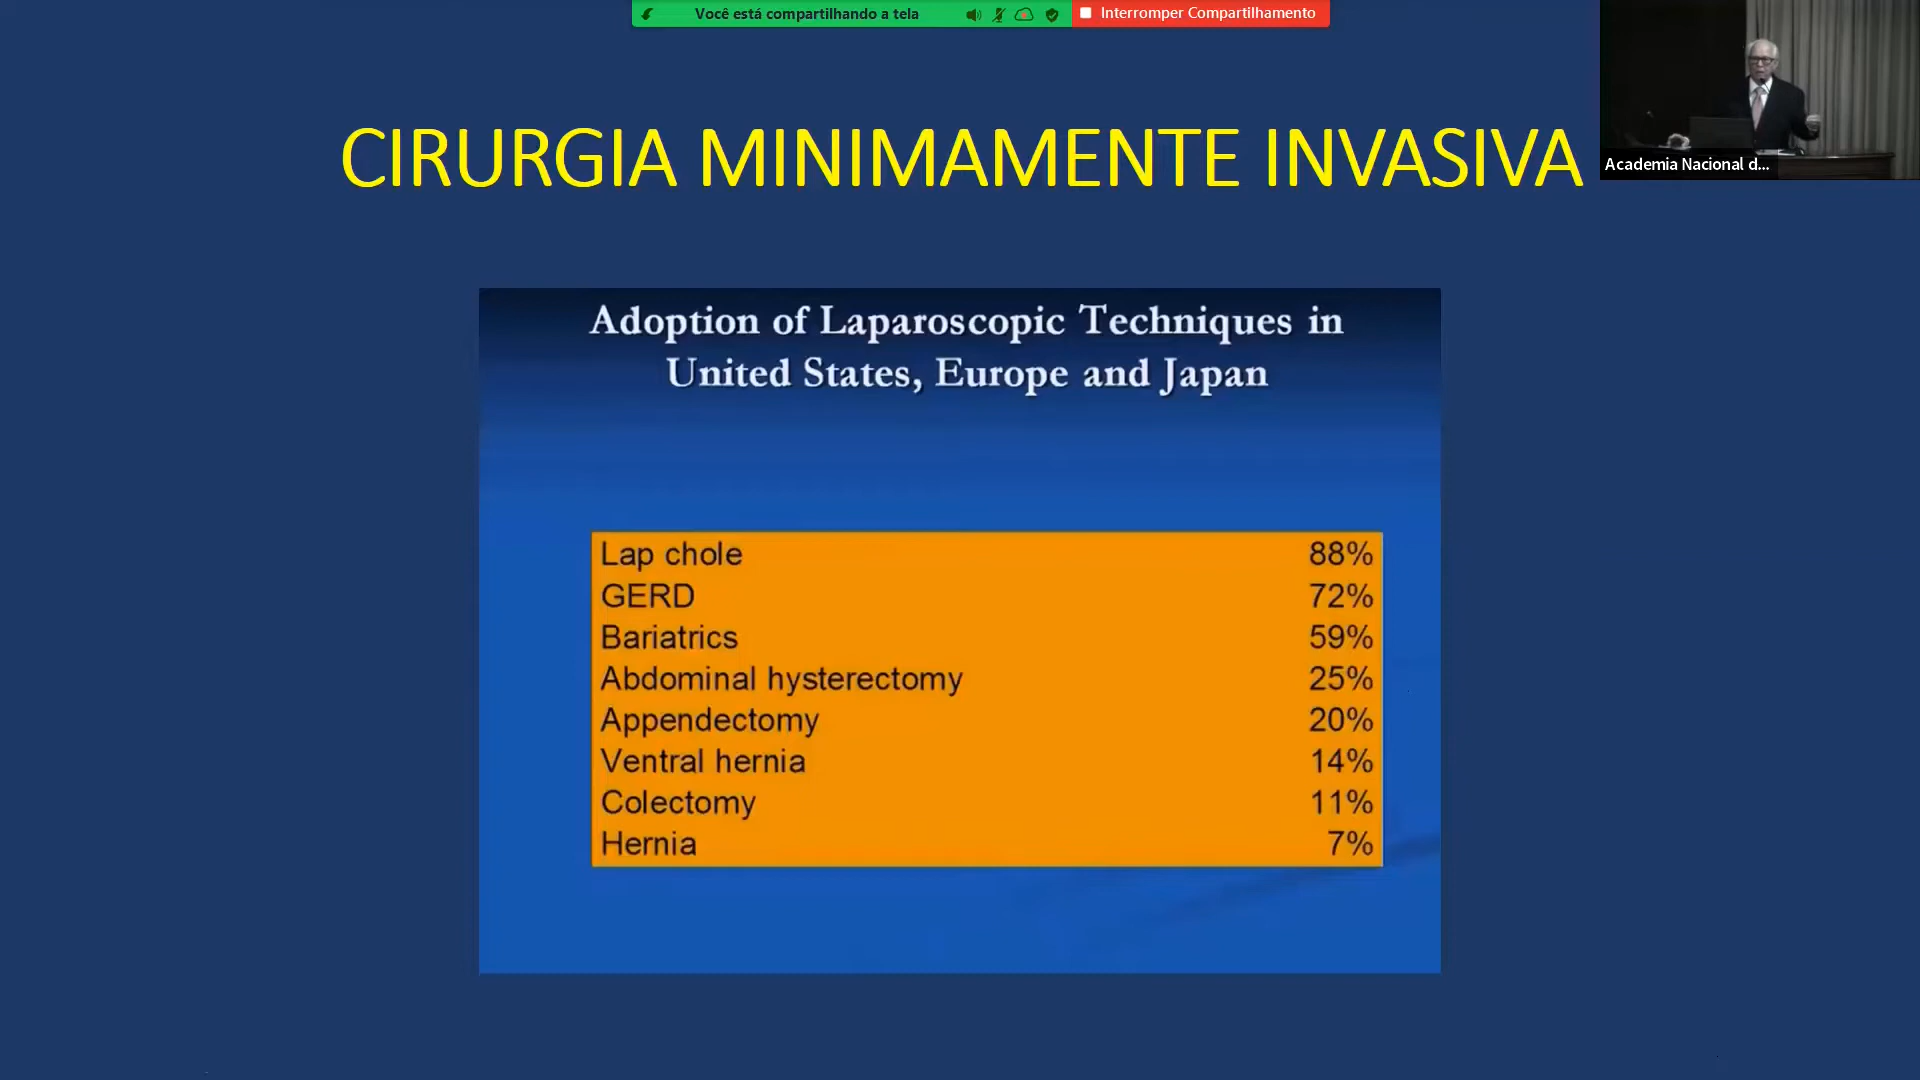 Você está compartilhando a tela
Interromper Compartilhamento
Academia Nacional d...
CIRURGIA MINIMAMENTE INVASIVA
Adoption of Laparoscopic Techniques in
United States, Europe and Japan
Lap chole 88%
GERD 72%
Bariatrics 59%
Abdominal hysterectomy 25%
Appendectomy 20%
Ventral hernia 14%
Colectomy 11%
Hernia 7%